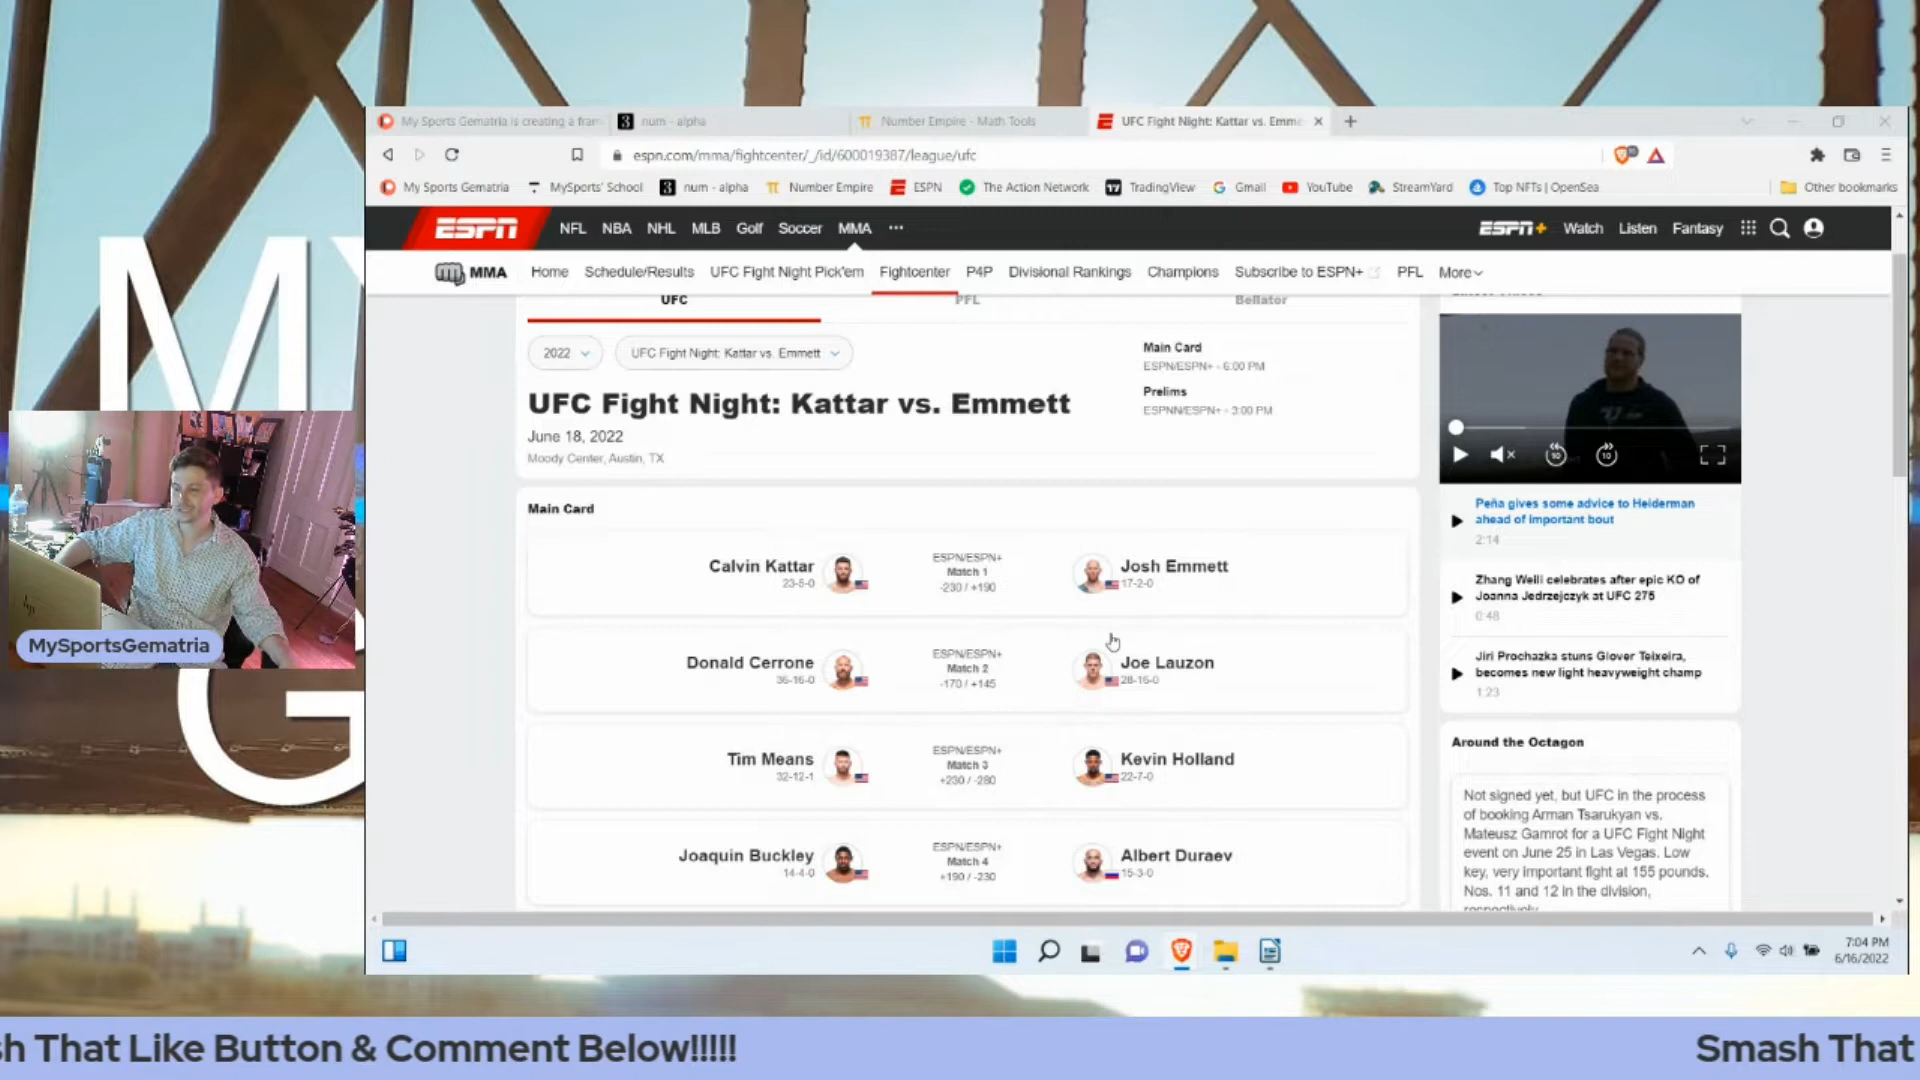 My Sports Gematria is creating a fram
num - alpha
Number Empire - Math Tools
UFC Fight Night: Kattar vs. Emme
espn.com/mma/fightcenter/_/id/600019387/league/ufc
My Sports Gematria
MySports' School
num - alpha
Number Empire
ESPN
The Action Network
TradingView
Gmail
YouTube
StreamYard
Top NFTs | OpenSea
Other bookmarks
ESPN NFL NBA NHL MLB Golf Soccer MMA ... ESPN+ Watch Listen Fantasy
MMA Home Schedule/Results UFC Fight Night Pick'em Fightcenter P4P Divisional Rankings Champions Subscribe to ESPN+ PFL More
UFC PFL Bellator
2022 UFC Fight Night: Kattar vs. Emmett
Main Card
ESPN/ESPN+ - 6:00 PM
Prelims
ESPNN/ESPN+ - 3:00 PM
UFC Fight Night: Kattar vs. Emmett
June 18, 2022
Moody Center, Austin, TX
Main Card
Calvin Kattar
23-5-0
ESPN/ESPN+
Match 1
-230 / +190
Josh Emmett
17-2-0
Donald Cerrone
36-16-0
ESPN/ESPN+
Match 2
-170 / +145
Joe Lauzon
28-15-0
Tim Means
32-12-1
ESPN/ESPN+
Match 3
+230 / -280
Kevin Holland
22-7-0
Joaquin Buckley
14-4-0
ESPN/ESPN+
Match 4
+190 / -230
Albert Duraev
15-3-0
10
10
Peña gives some advice to Helderman
ahead of important bout
2:14
Zhang Weili celebrates after epic KO of
Joanna Jedrzejczyk at UFC 275
0:48
Jiri Prochazka stuns Glover Teixeira,
becomes new light heavyweight champ
1:23
Around the Octagon
Not signed yet, but UFC in the process
of booking Arman Tsarukyan vs.
Mateusz Gamrot for a UFC Fight Night
event on June 25 in Las Vegas. Low
key, very important fight at 155 pounds.
Nos. 11 and 12 in the division,
7:04 PM
6/16/2022
MY
G
MySportsGematria
h That Like Button & Comment Below!!!!!
Smash That